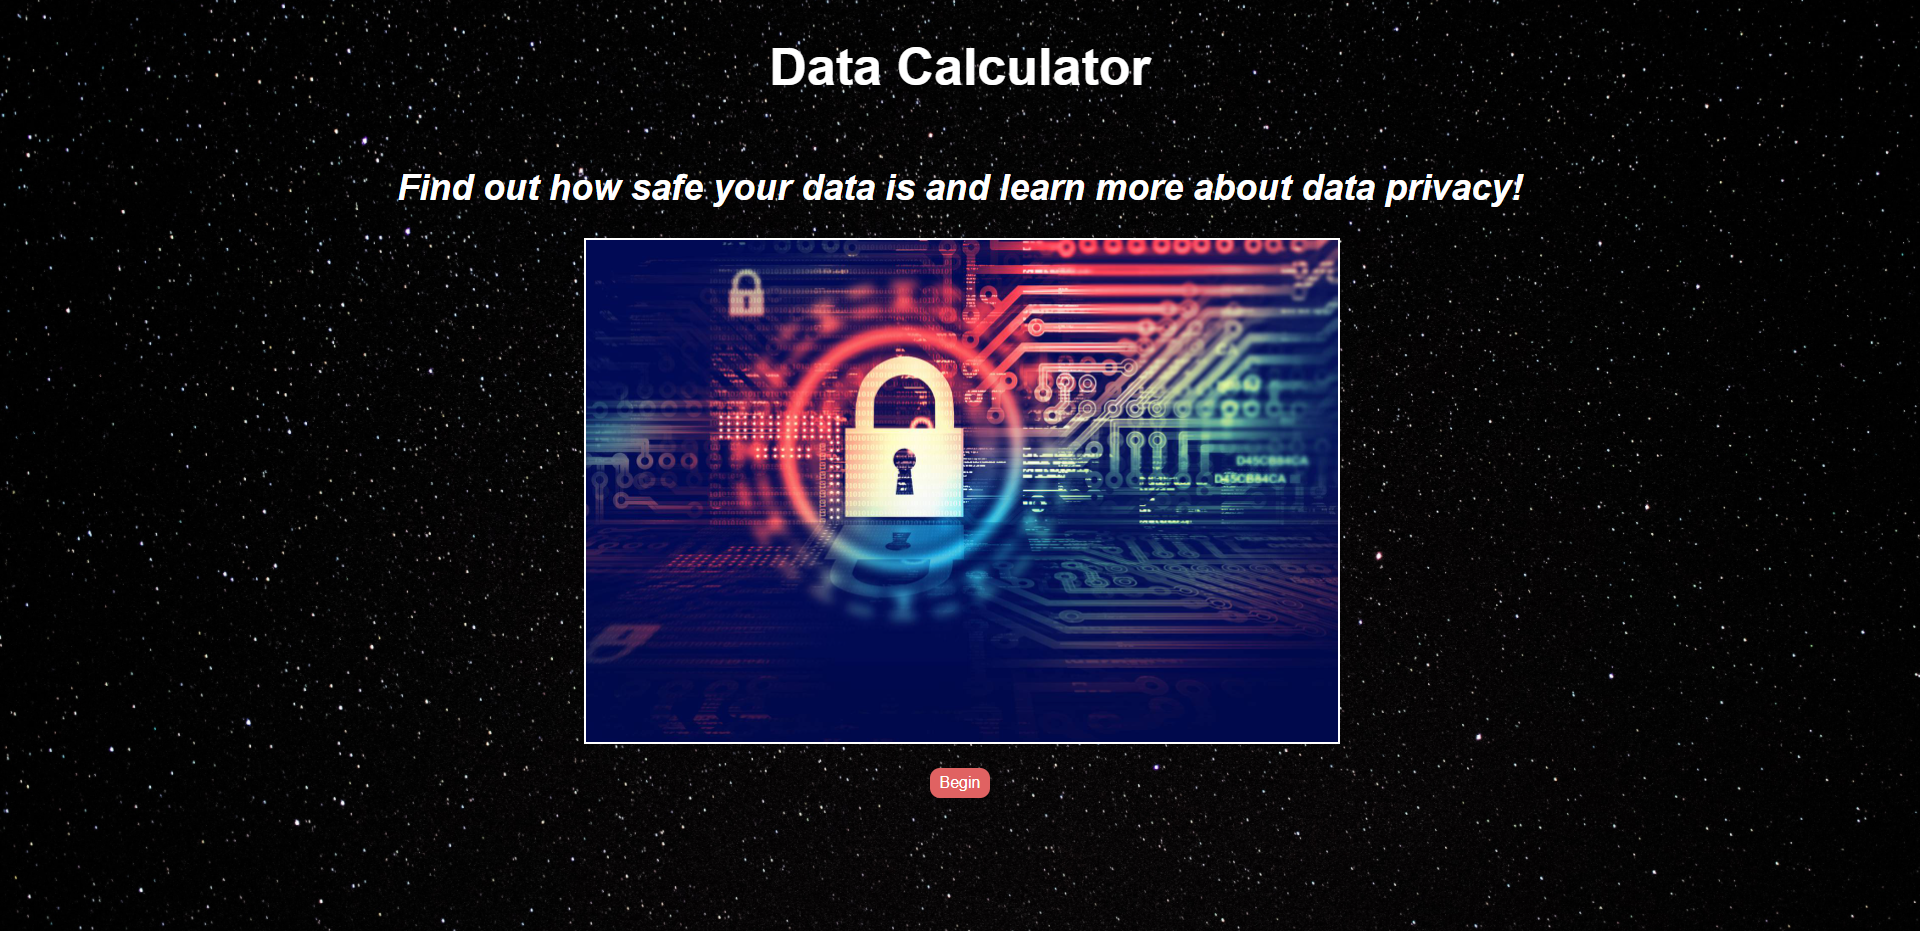 Data Calculator
Find out how safe your data is and learn more about data privacy!
D45CB84CA
D45CB84CA
Begin